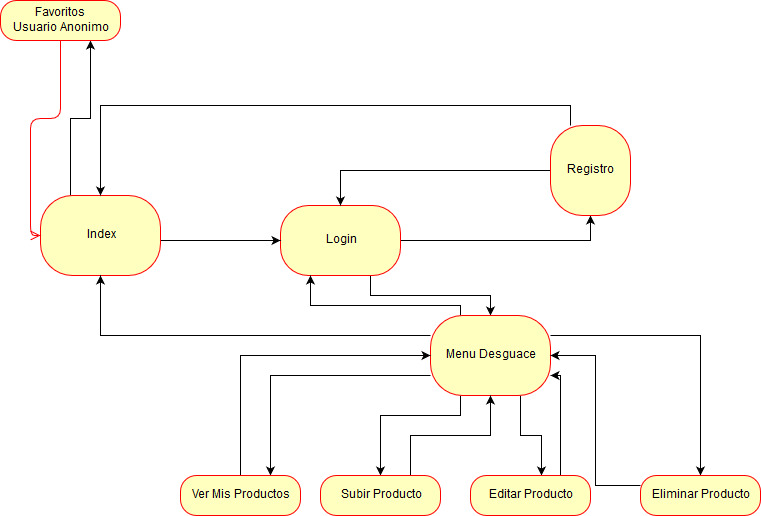 Favoritos
Usuario Anonimo
Registro
Index
Login
Menu Desguace
Ver Mis Productos
Subir Producto
Editar Producto
Eliminar Producto